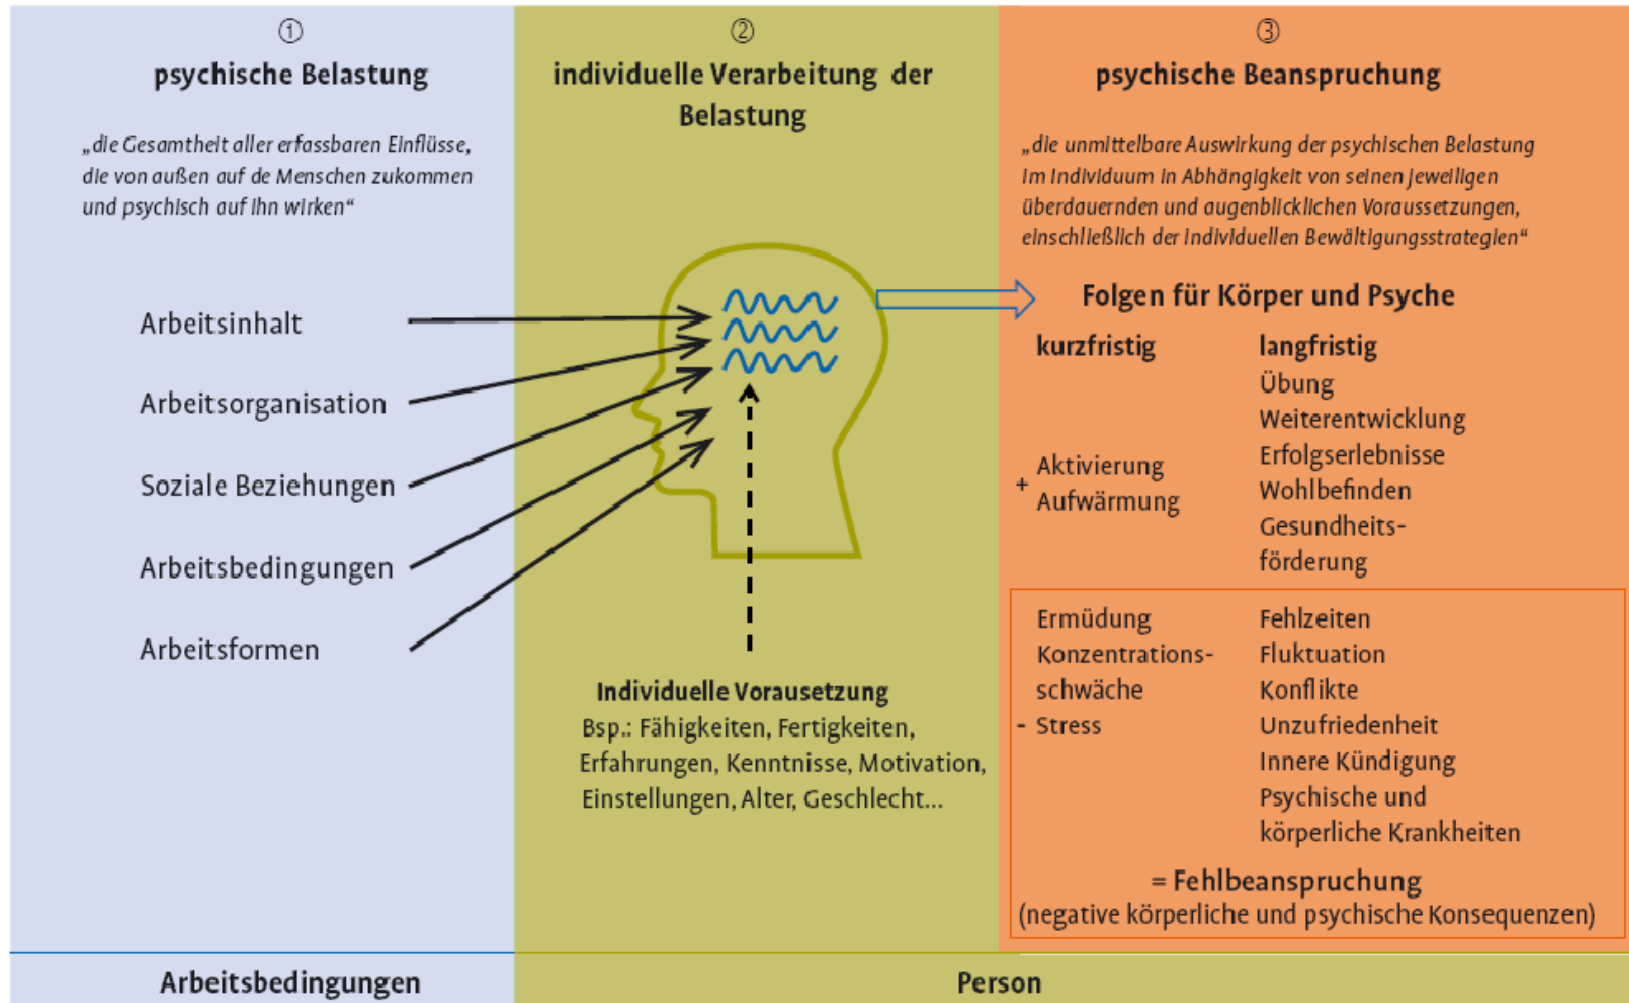 ①
psychische Belastung
„die Gesamtheit aller erfassbaren Einflüsse,
die von außen auf de Menschen zukommen
und psychisch auf ihn wirken“
Arbeitsinhalt
Arbeitsorganisation
Soziale Beziehungen
Arbeitsbedingungen
Arbeitsformen
②
individuelle Verarbeitung der
Belastung
Individuelle Vorausetzung
Bsp.: Fähigkeiten, Fertigkeiten,
Erfahrungen, Kenntnisse, Motivation,
Einstellungen, Alter, Geschlecht...
③
psychische Beanspruchung
„die unmittelbare Auswirkung der psychischen Belastung
im Individuum in Abhängigkeit von seinen jeweiligen
überdauernden und augenblicklichen Voraussetzungen,
einschließlich der individuellen Bewältigungsstrategien“
Folgen für Körper und Psyche
kurzfristig
+ Aktivierung
Aufwärmung
langfristig
Übung
Weiterentwicklung
Erfolgserlebnisse
Wohlbefinden
Gesundheits-
förderung
Ermüdung
Konzentrations-
schwäche
- Stress
Fehlzeiten
Fluktuation
Konflikte
Unzufriedenheit
Innere Kündigung
Psychische und
körperliche Krankheiten
= Fehlbeanspruchung
(negative körperliche und psychische Konsequenzen)
Arbeitsbedingungen
Person